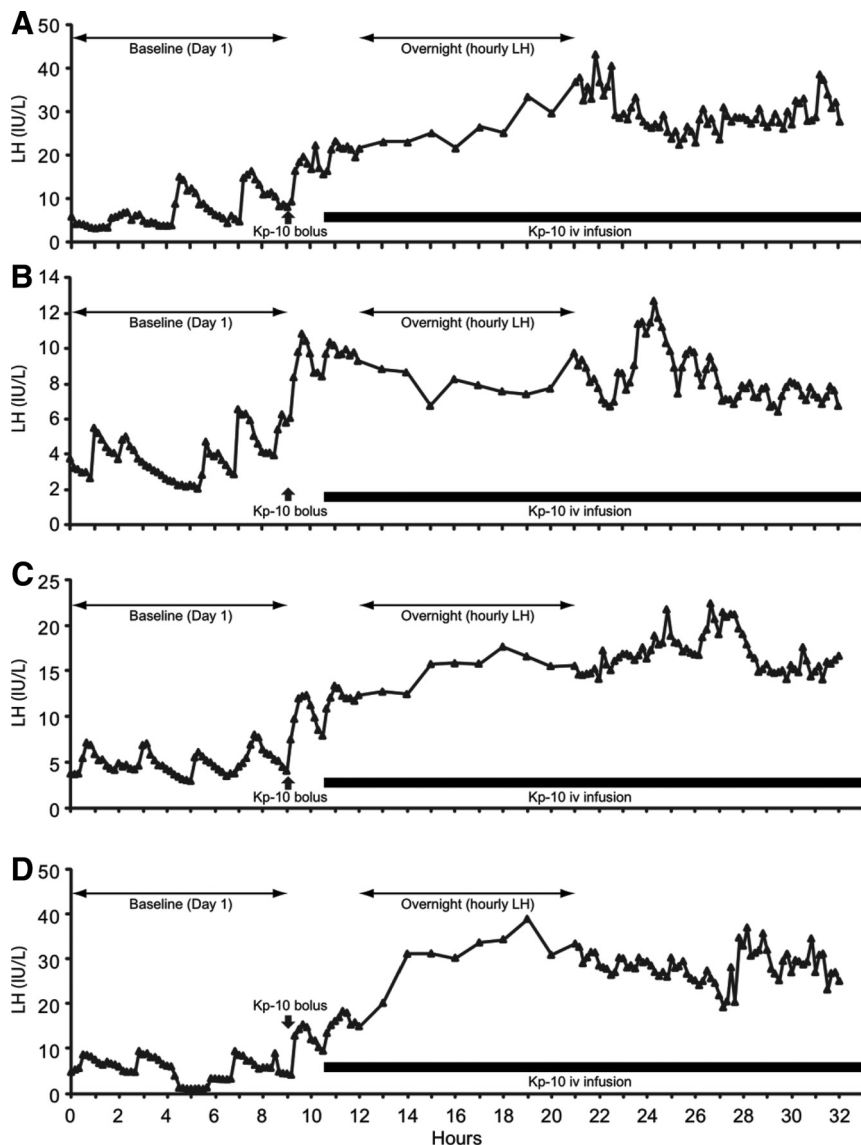 A
50
40
30
20
10
0
LH (IU/L)
Baseline (Day 1)
Overnight (hourly LH)
Kp-10 bolus
Kp-10 iv infusion
B
14
12
10
8
6
4
2
0
LH (IU/L)
Baseline (Day 1)
Overnight (hourly LH)
Kp-10 bolus
Kp-10 iv infusion
C
25
20
15
10
5
0
LH (IU/L)
Baseline (Day 1)
Overnight (hourly LH)
Kp-10 bolus
Kp-10 iv infusion
D
50
40
30
20
10
0
LH (IU/L)
Baseline (Day 1)
Overnight (hourly LH)
Kp-10 bolus
Kp-10 iv infusion
0 2 4 6 8 10 12 14 16 18 20 22 24 26 28 30 32
Hours